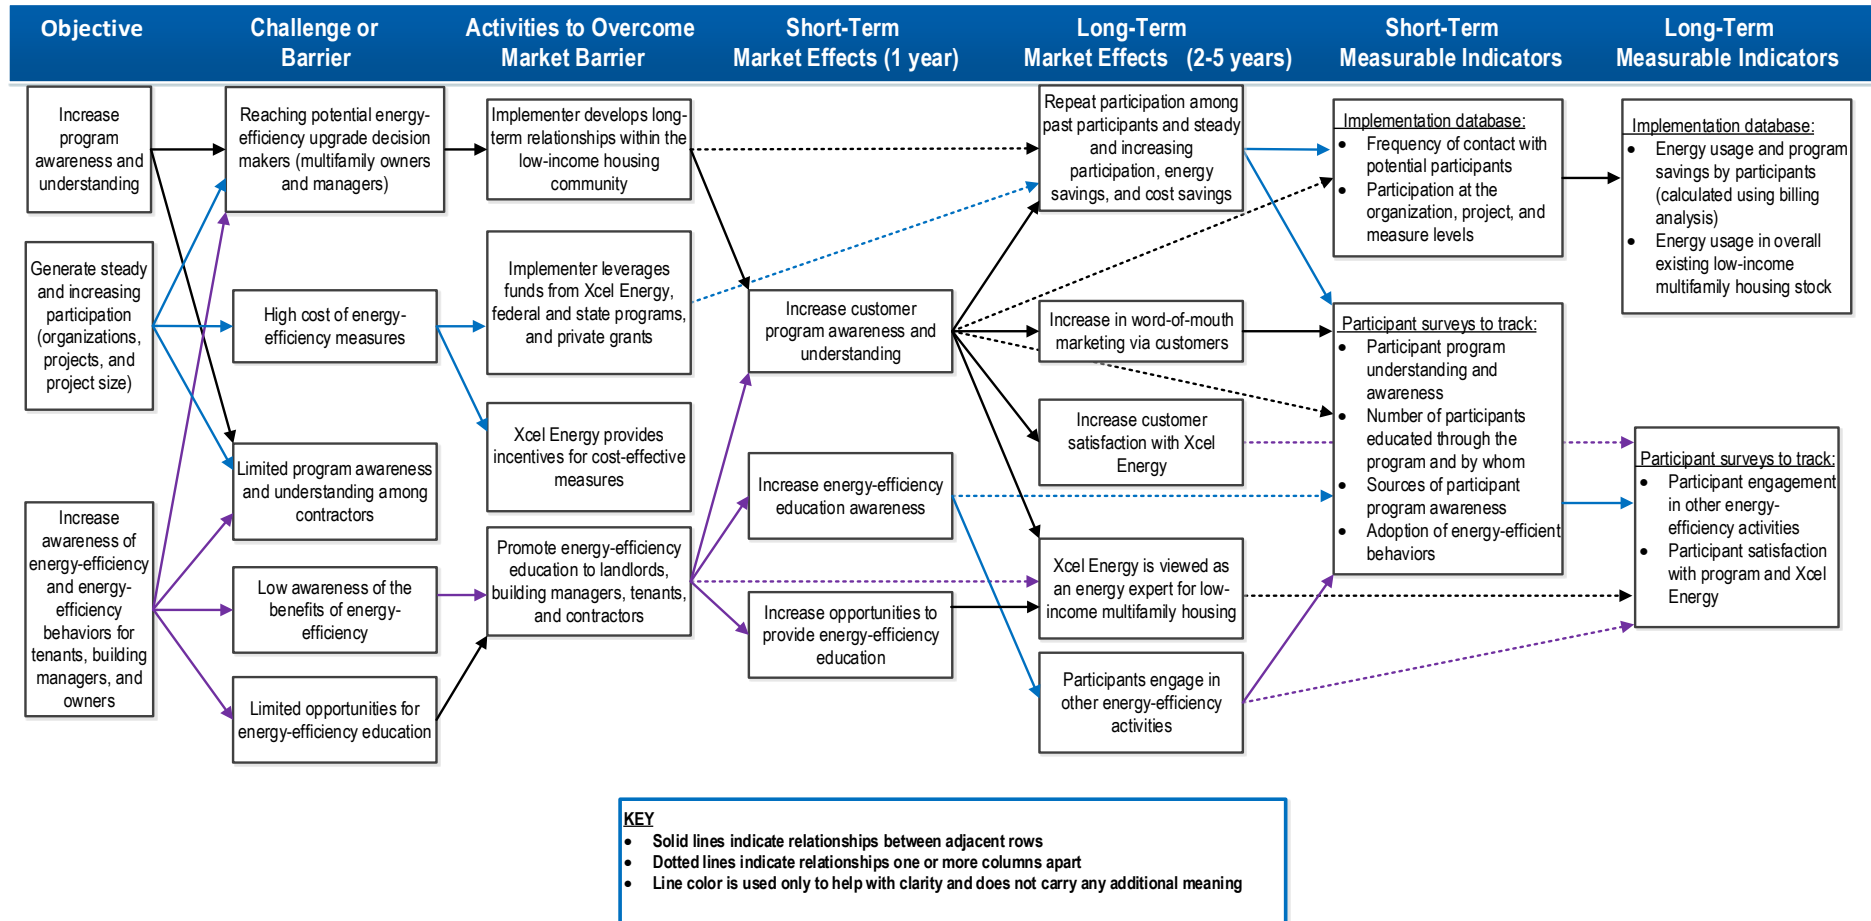 Objective
Challenge or
Barrier
Activities to Overcome
Market Barrier
Short-Term
Market Effects (1 year)
Long-Term
Market Effects (2-5 years)
Short-Term
Measurable Indicators
Long-Term
Measurable Indicators
Increase
program
awareness and
understanding
Generate steady
and increasing
participation
(organizations,
projects, and
project size)
Increase
awareness of
energy-efficiency
and energy-
efficiency
behaviors for
tenants, building
managers, and
owners
Reaching potential energy-
efficiency upgrade decision
makers (multifamily owners
and managers)
High cost of energy-
efficiency measures
Limited program awareness
and understanding among
contractors
Low awareness of the
benefits of energy-
efficiency
Limited opportunities for
energy-efficiency education
Implementer develops long-
term relationships within the
low-income housing
community
Implementer leverages
funds from Xcel Energy,
federal and state programs,
and private grants
Xcel Energy provides
incentives for cost-effective
measures
Promote energy-efficiency
education to landlords,
building managers, tenants,
and contractors
Increase customer
program awareness and
understanding
Increase energy-efficiency
education awareness
Increase opportunities to
provide energy-efficiency
education
Repeat participation among
past participants and steady
and increasing
participation, energy
savings, and cost savings
Increase in word-of-mouth
marketing via customers
Increase customer
satisfaction with Xcel
Energy
Xcel Energy is viewed as
an energy expert for low-
income multifamily housing
Participants engage in
other energy-efficiency
activities
Implementation database:
• Frequency of contact with
potential participants
• Participation at the
organization, project, and
measure levels
Participant surveys to track:
• Participant program
understanding and
awareness
• Number of participants
educated through the
program and by whom
• Sources of participant
program awareness
• Adoption of energy-efficient
behaviors
Implementation database:
• Energy usage and program
savings by participants
(calculated using billing
analysis)
• Energy usage in overall
existing low-income
multifamily housing stock
Participant surveys to track:
• Participant engagement
in other energy-
efficiency activities
• Participant satisfaction
with program and Xcel
Energy
KEY
• Solid lines indicate relationships between adjacent rows
• Dotted lines indicate relationships one or more columns apart
• Line color is used only to help with clarity and does not carry any additional meaning